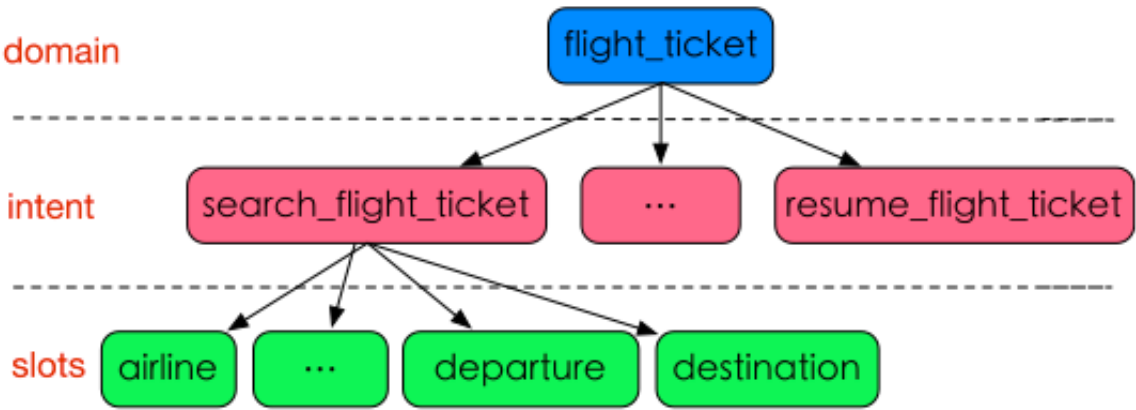 domain
flight_ticket
intent
search_flight_ticket
...
resume_flight_ticket
slots
airline
...
departure
destination